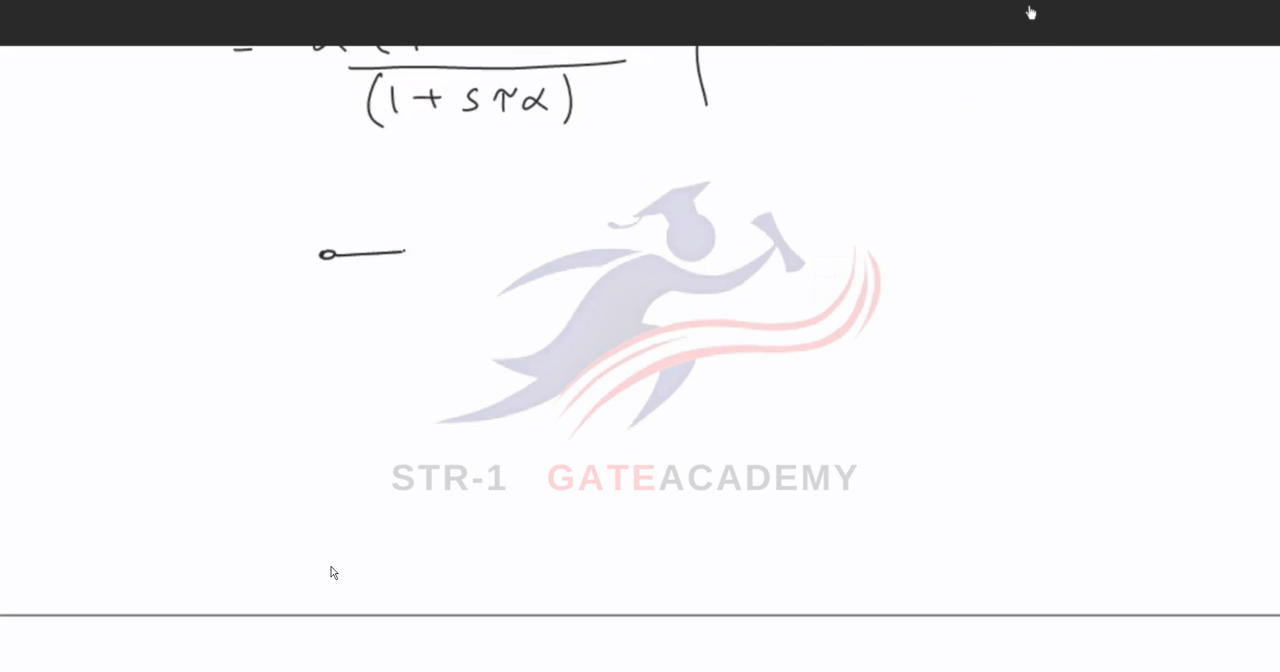 (1 + sτα)
STR-1 GATEACADEMY